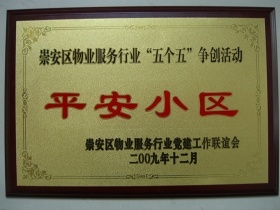 崇安区物业服务行业“五个五”争创活动
平安小区
崇安区物业服务行业党建工作联谊会
二00九年十二月